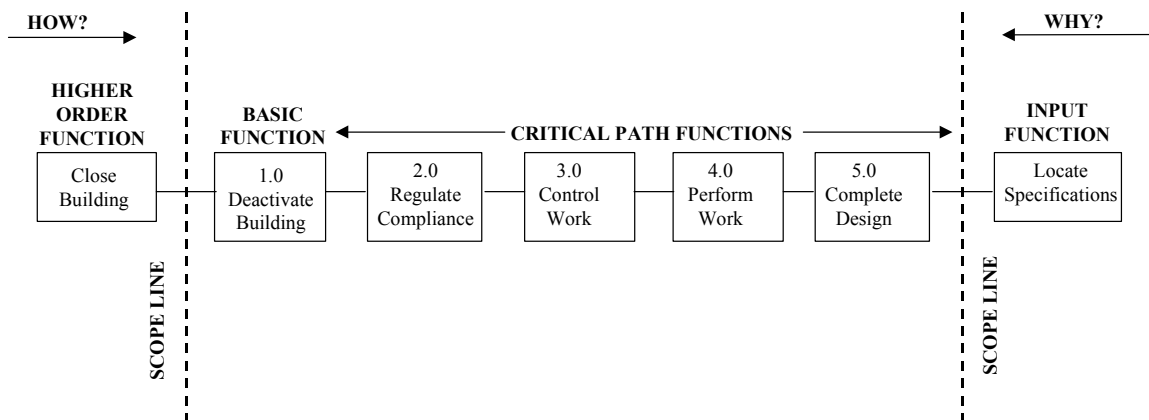 HOW?
WHY?
HIGHER
ORDER
FUNCTION
BASIC
FUNCTION
CRITICAL PATH FUNCTIONS
INPUT
FUNCTION
Close
Building
1.0
Deactivate
Building
2.0
Regulate
Compliance
3.0
Control
Work
4.0
Perform
Work
5.0
Complete
Design
Locate
Specifications
SCOPE LINE
SCOPE LINE